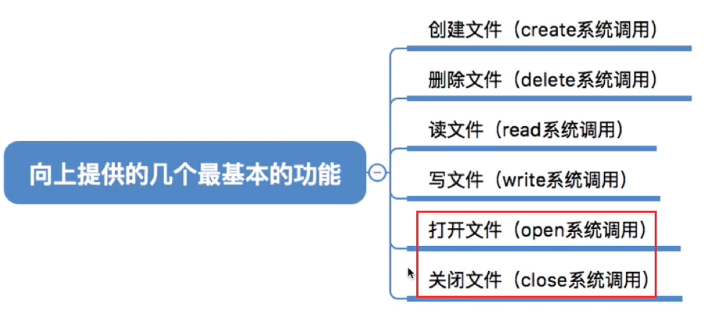 创建文件（create系统调用）
删除文件（delete系统调用）
读文件（read系统调用）
向上提供的几个最基本的功能
写文件（write系统调用）
打开文件（open系统调用）
关闭文件（close系统调用）